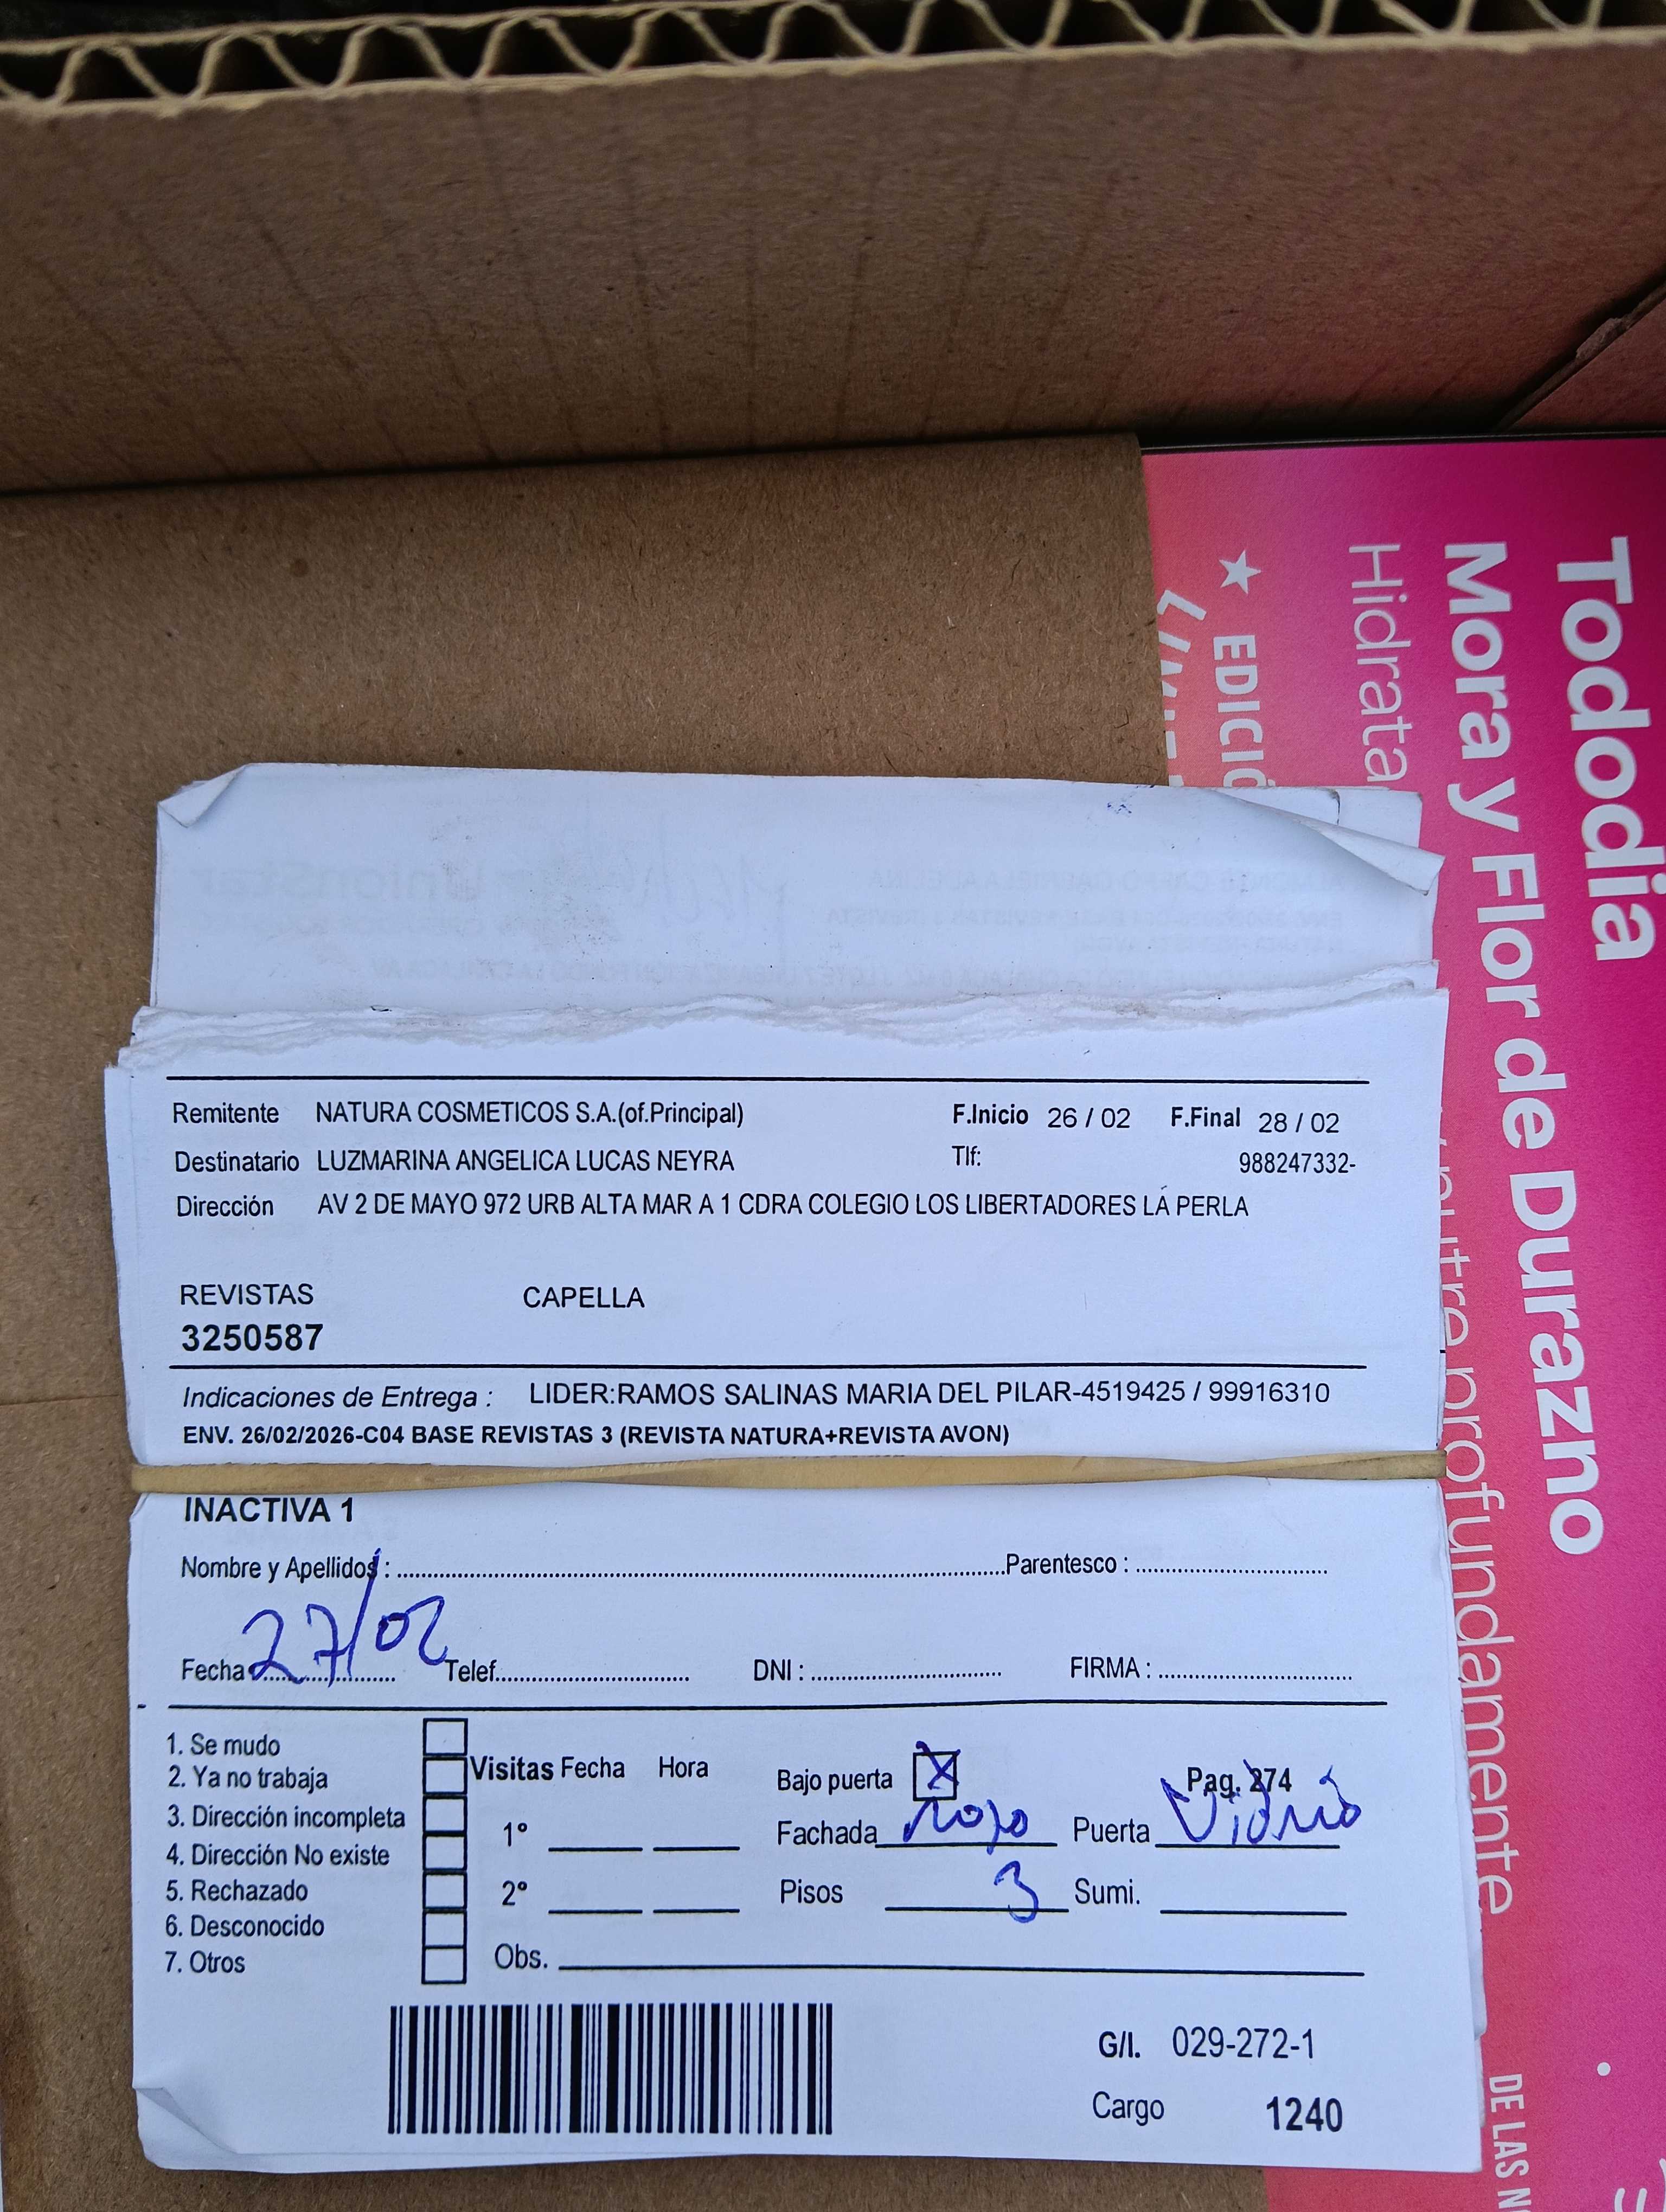 Remitente NATURA COSMETICOS S.A.(of.Principal) F.Inicio 26 / 02 F.Final 28 / 02
Destinatario LUZMARINA ANGELICA LUCAS NEYRA Tlf: 988247332-
Dirección AV 2 DE MAYO 972 URB ALTA MAR A 1 CDRA COLEGIO LOS LIBERTADORES LA PERLA
REVISTAS CAPELLA
3250587
Indicaciones de Entrega : LIDER:RAMOS SALINAS MARIA DEL PILAR-4519425 / 99916310
ENV. 26/02/2026-C04 BASE REVISTAS 3 (REVISTA NATURA+REVISTA AVON)
INACTIVA 1
Nombre y Apellidos : Parentesco :
Fecha 27/02 Telef. DNI : FIRMA :
1. Se mudo
2. Ya no trabaja
3. Dirección incompleta
4. Dirección No existe
5. Rechazado
6. Desconocido
7. Otros
Visitas Fecha Hora
1°
2°
Obs.
Bajo puerta X Pag. 274
Fachada rojo Puerta Vidrio
Pisos 3 Sumi.
G/I. 029-272-1
Cargo 1240
Tododia
Mora y Flor de Durazno
Hidrata
nutre profundamente
★ EDICIÓ
DE LAS N